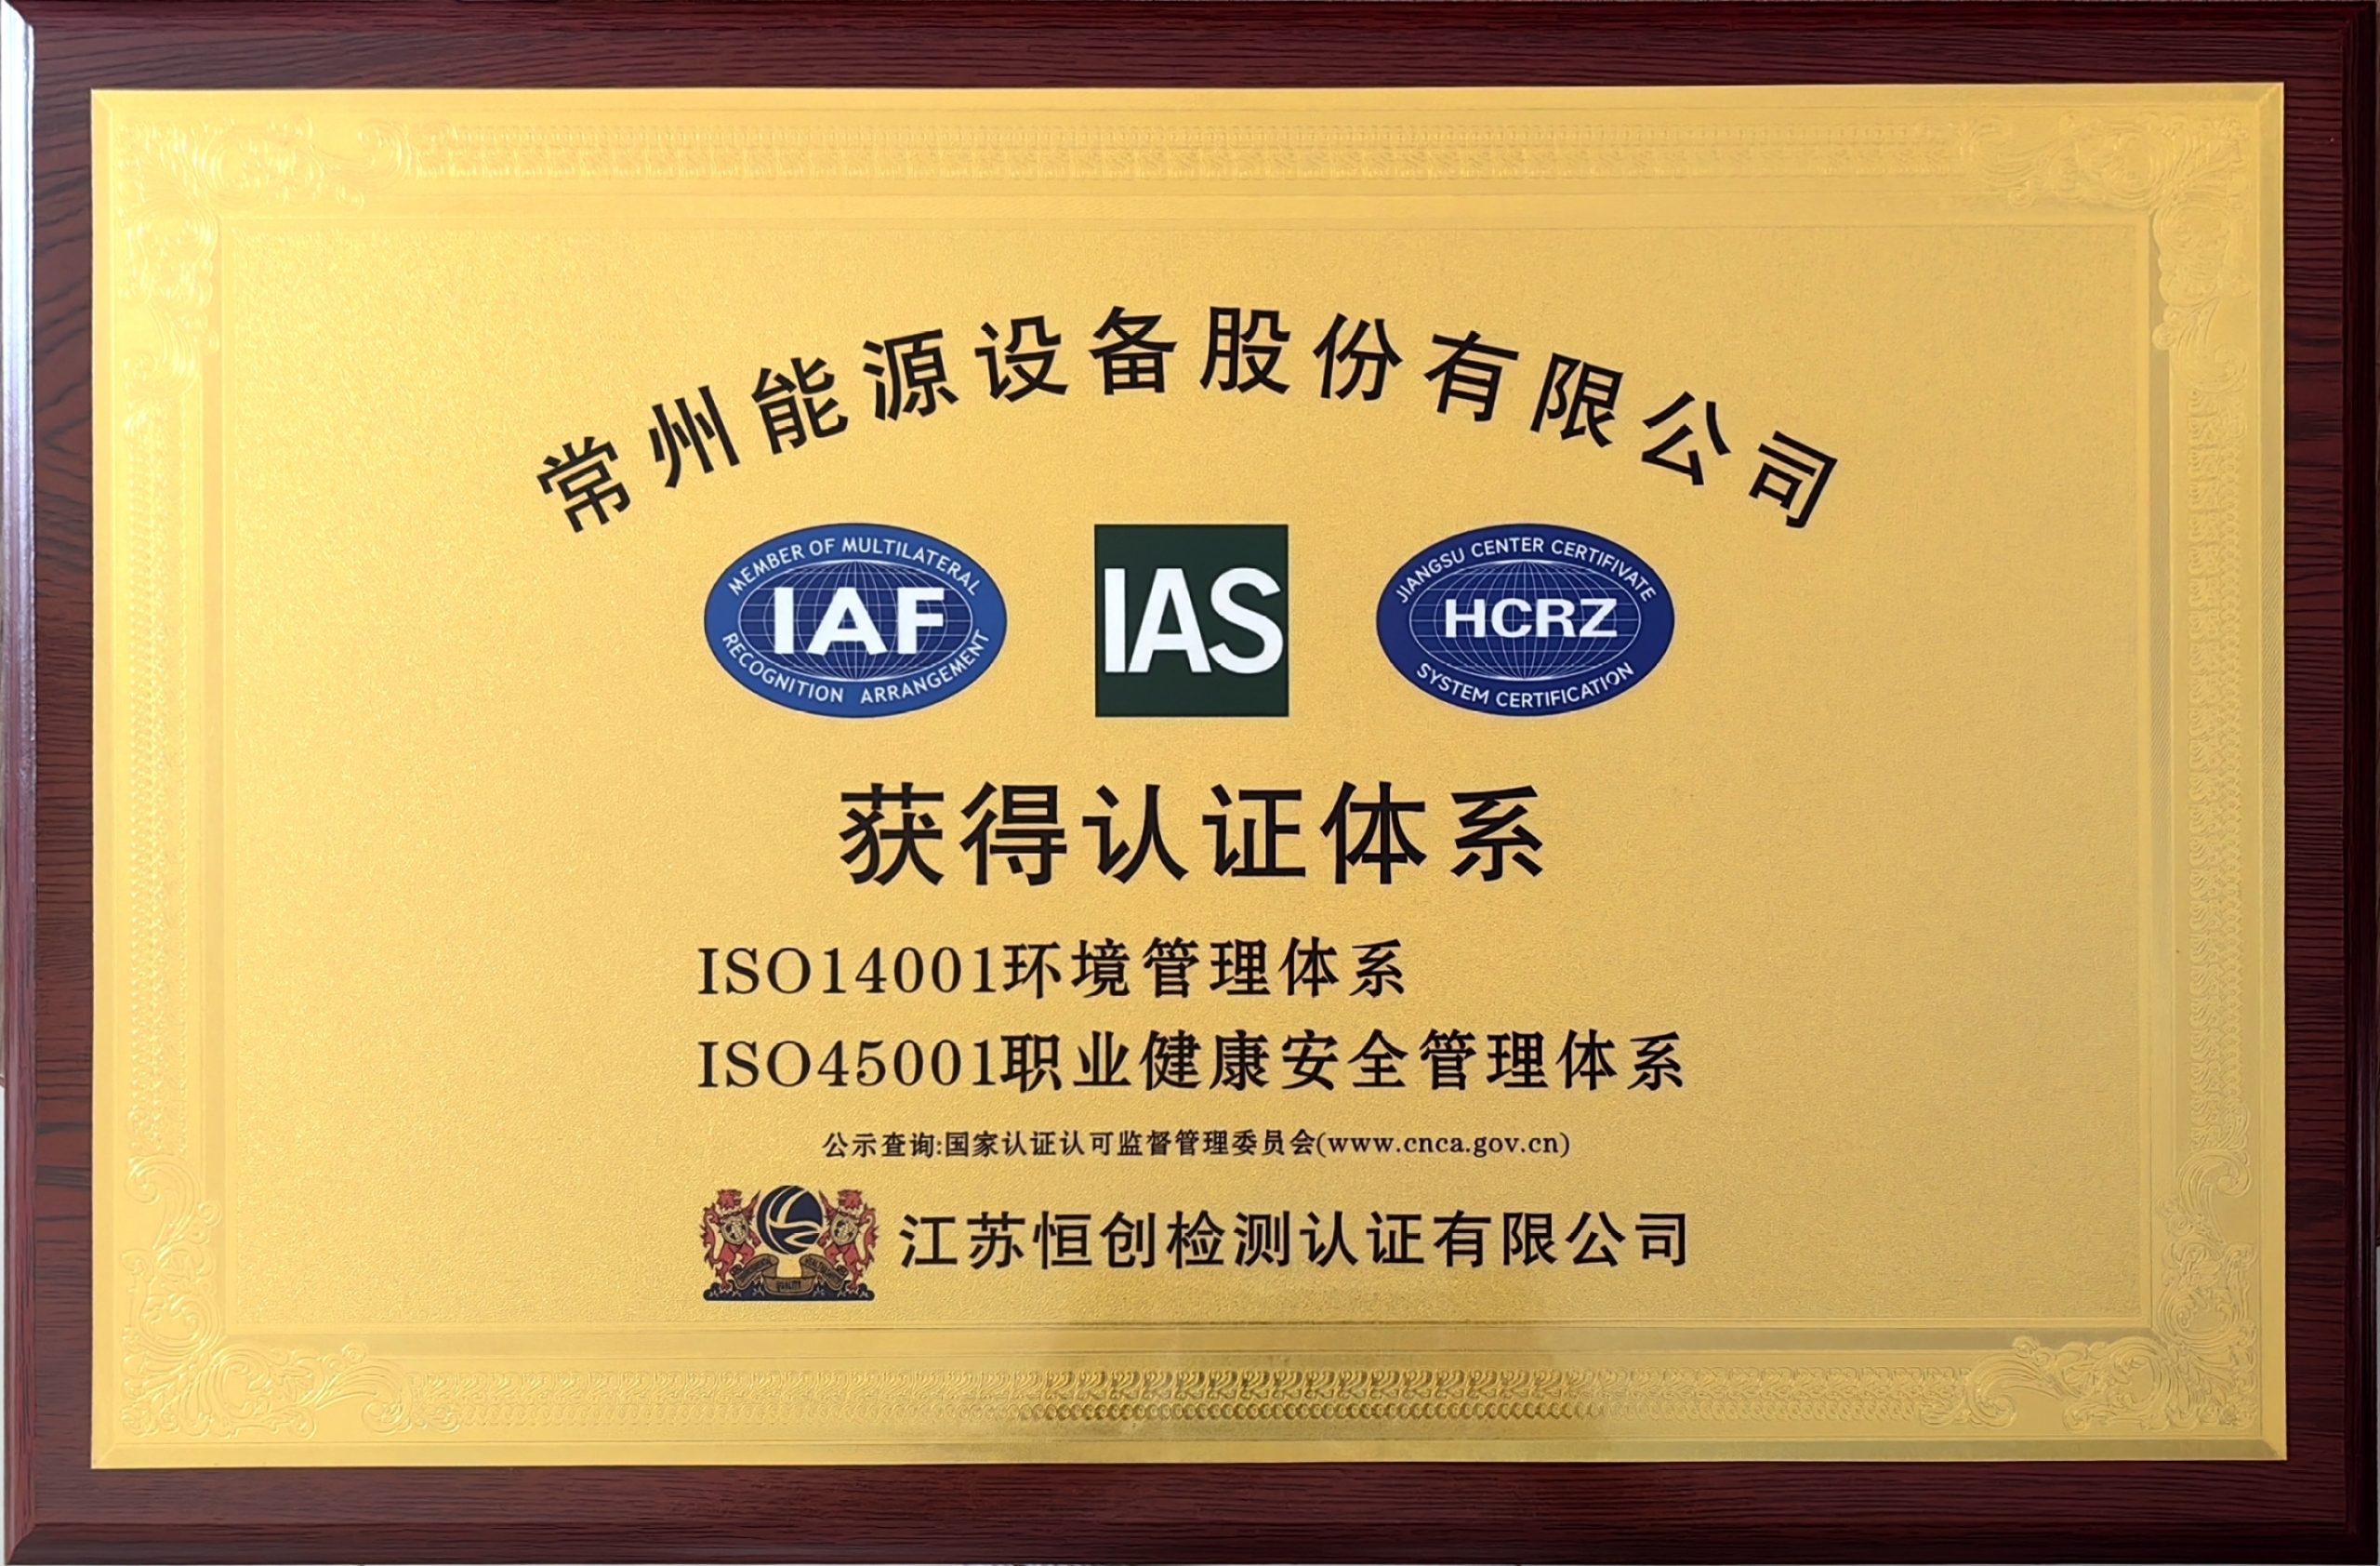 常州能源设备股份有限公司
MEMBER OF MULTILATERAL
IAF
RECOGNITION ARRANGEMENT
IAS
JIANGSU CENTER CERTIFIVATE
HCRZ
SYSTEM CERTIFICATION
获得认证体系
ISO14001环境管理体系
ISO45001职业健康安全管理体系
公示查询:国家认证认可监督管理委员会(www.cnca.gov.cn)
江苏恒创检测认证有限公司